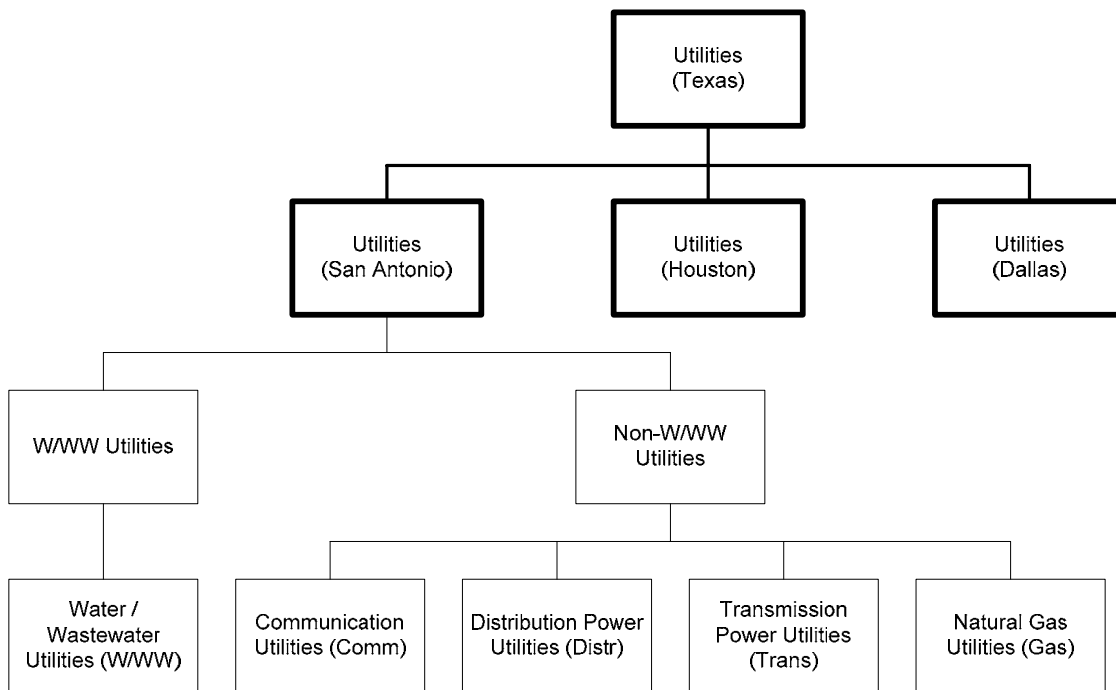 Utilities
(Texas)
Utilities
(San Antonio)
Utilities
(Houston)
Utilities
(Dallas)
W/WW Utilities
Non-W/WW
Utilities
Water /
Wastewater
Utilities (W/WW)
Communication
Utilities (Comm)
Distribution Power
Utilities (Distr)
Transmission
Power Utilities
(Trans)
Natural Gas
Utilities (Gas)